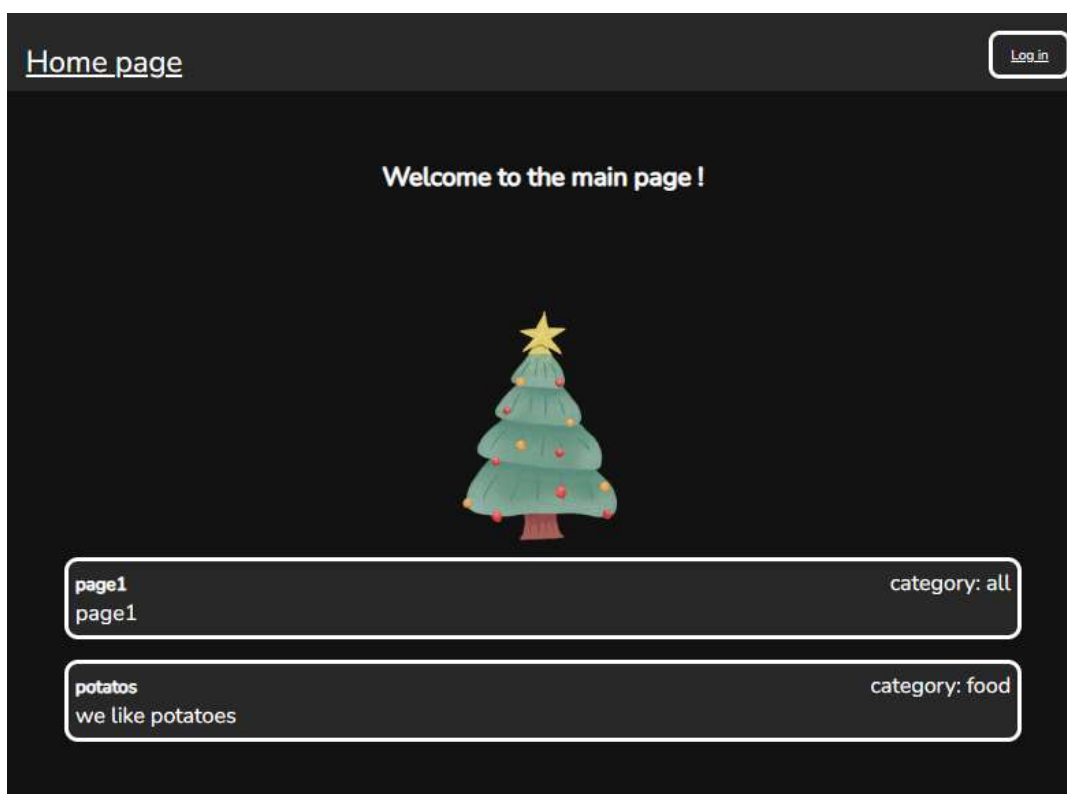 Home page
Log in
Welcome to the main page !
page1
category: all
page1
potatos
category: food
we like potatoes